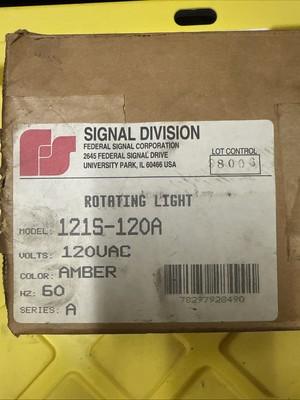 SIGNAL DIVISION
FEDERAL SIGNAL CORPORATION
2645 FEDERAL SIGNAL DRIVE
UNIVERSITY PARK, IL 60466 USA
LOT CONTROL
98006
ROTATING LIGHT
MODEL: 121S-120A
VOLTS: 120VAC
COLOR: AMBER
HZ: 60
SERIES: A
78297928490